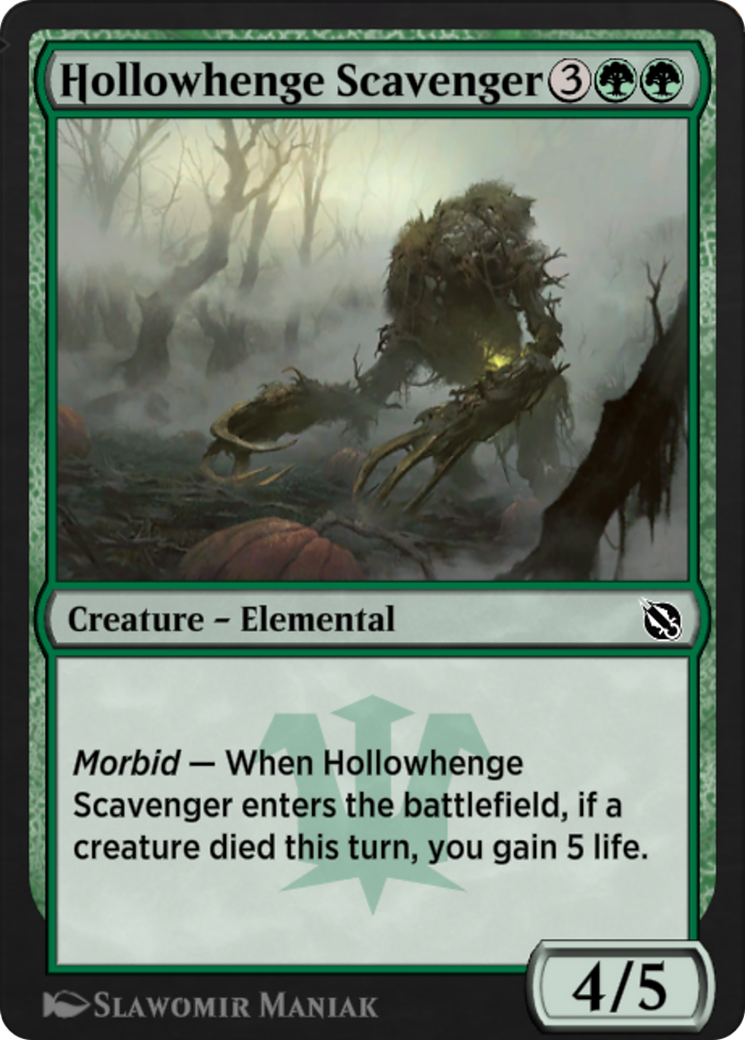 Hollowhenge Scavenger 3
Creature – Elemental
Morbid — When Hollowhenge
Scavenger enters the battlefield, if a
creature died this turn, you gain 5 life.
4/5
Slawomir Maniak